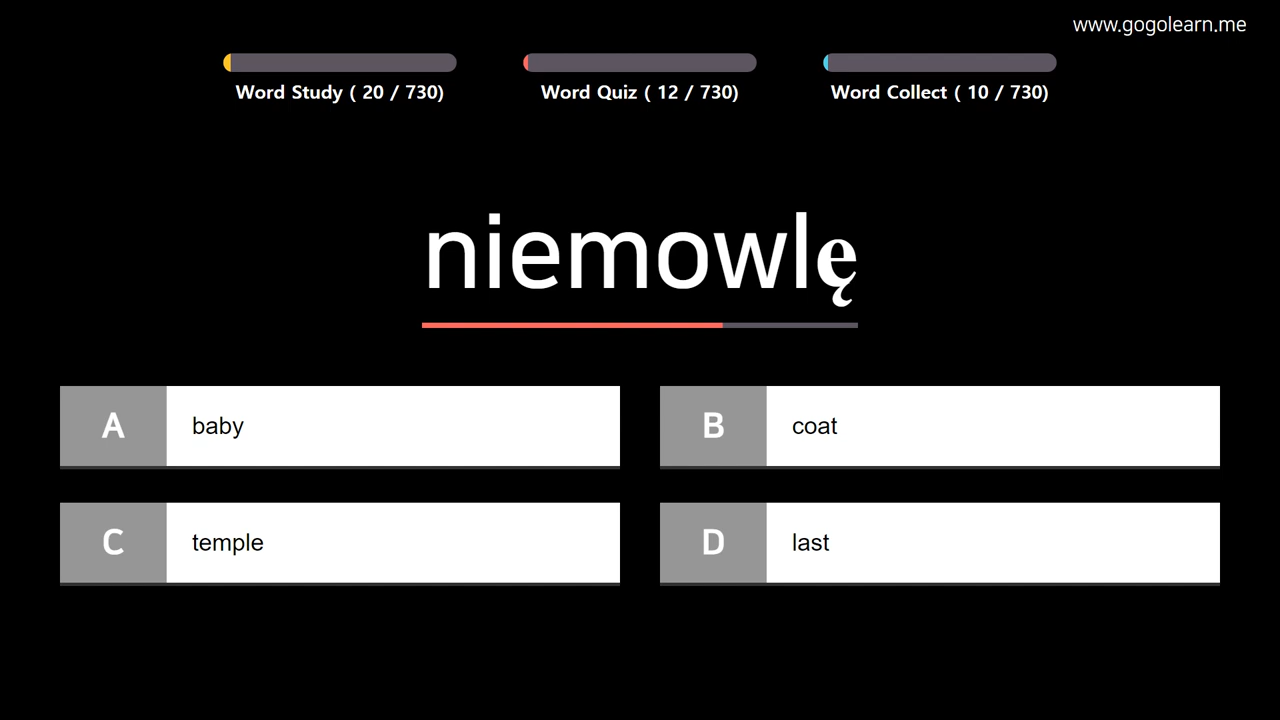 www.gogolearn.me
Word Study ( 20 / 730)
Word Quiz ( 12 / 730)
Word Collect ( 10 / 730)
niemowlę
A baby
B coat
C temple
D last